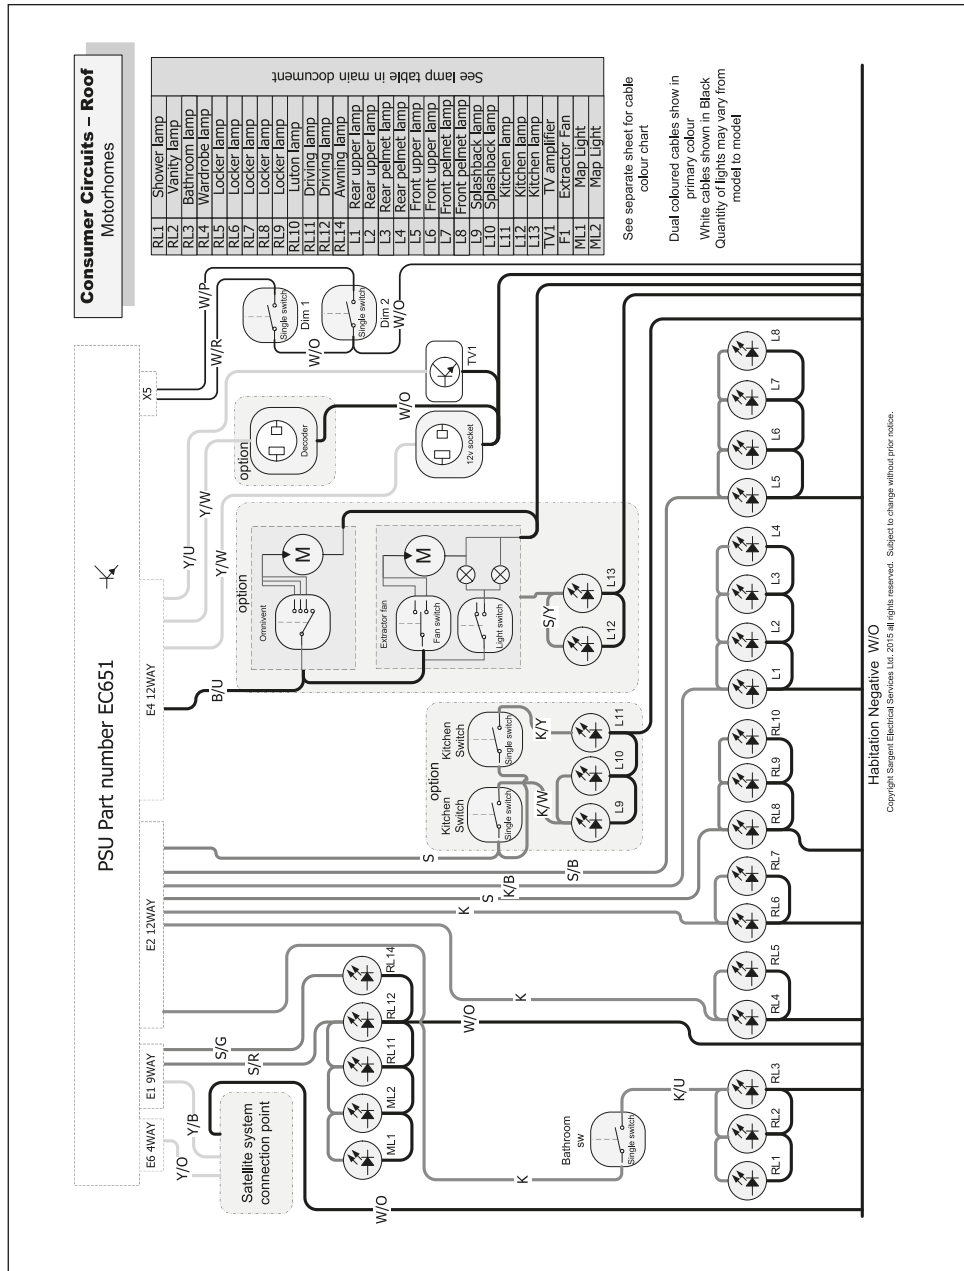 Consumer Circuits – Roof
Motorhomes
PSU Part number EC651
E6 4WAY
E1 9WAY
E2 12WAY
E4 12WAY
X5
RL1 Shower lamp
RL2 Vanity lamp
RL3 Bathroom lamp
RL4 Wardrobe lamp
RL5 Locker lamp
RL6 Locker lamp
RL7 Locker lamp
RL8 Locker lamp
RL9 Locker lamp
RL10 Luton lamp
RL11 Driving lamp
RL12 Driving lamp
RL14 Awning lamp
L1 Rear upper lamp
L2 Rear upper lamp
L3 Rear pelmet lamp
L4 Rear pelmet lamp
L5 Front upper lamp
L6 Front upper lamp
L7 Front pelmet lamp
L8 Front pelmet lamp
L9 Splashback lamp
L10 Splashback lamp
L11 Kitchen lamp
L12 Kitchen lamp
L13 Kitchen lamp
TV1 TV amplifier
F1 Extractor Fan
ML1 Map Light
ML2 Map Light
See lamp table in main document
See separate sheet for cable
colour chart
Dual coloured cables show in
primary colour
White cables shown in Black
Quantity of lights may vary from
model to model
Y/O
Y/B
S/R
S/G
B/U
Y/W
Y/W
Y/U
W/R
W/P
Satellite system
connection point
W/O
ML1
ML2
RL11
RL12
RL14
W/O
K
K
K
S
K/B
S/B
S
option
Kitchen
Switch
Single switch
Kitchen
Switch
Single switch
K/W
K/Y
L9
L10
L11
option
Omnivent
M
Extractor fan
M
Fan switch
Light switch
S/Y
L12
L13
option
Decoder
W/O
12v socket
TV1
Single switch
Dim 1
W/O
Single switch
Dim 2
W/O
Bathroom
sw
Single switch
K/U
RL1
RL2
RL3
RL4
RL5
RL6
RL7
RL8
RL9
RL10
L1
L2
L3
L4
L5
L6
L7
L8
Habitation Negative W/O
Copyright Sargent Electrical Services Ltd. 2015 all rights reserved. Subject to change without prior notice.